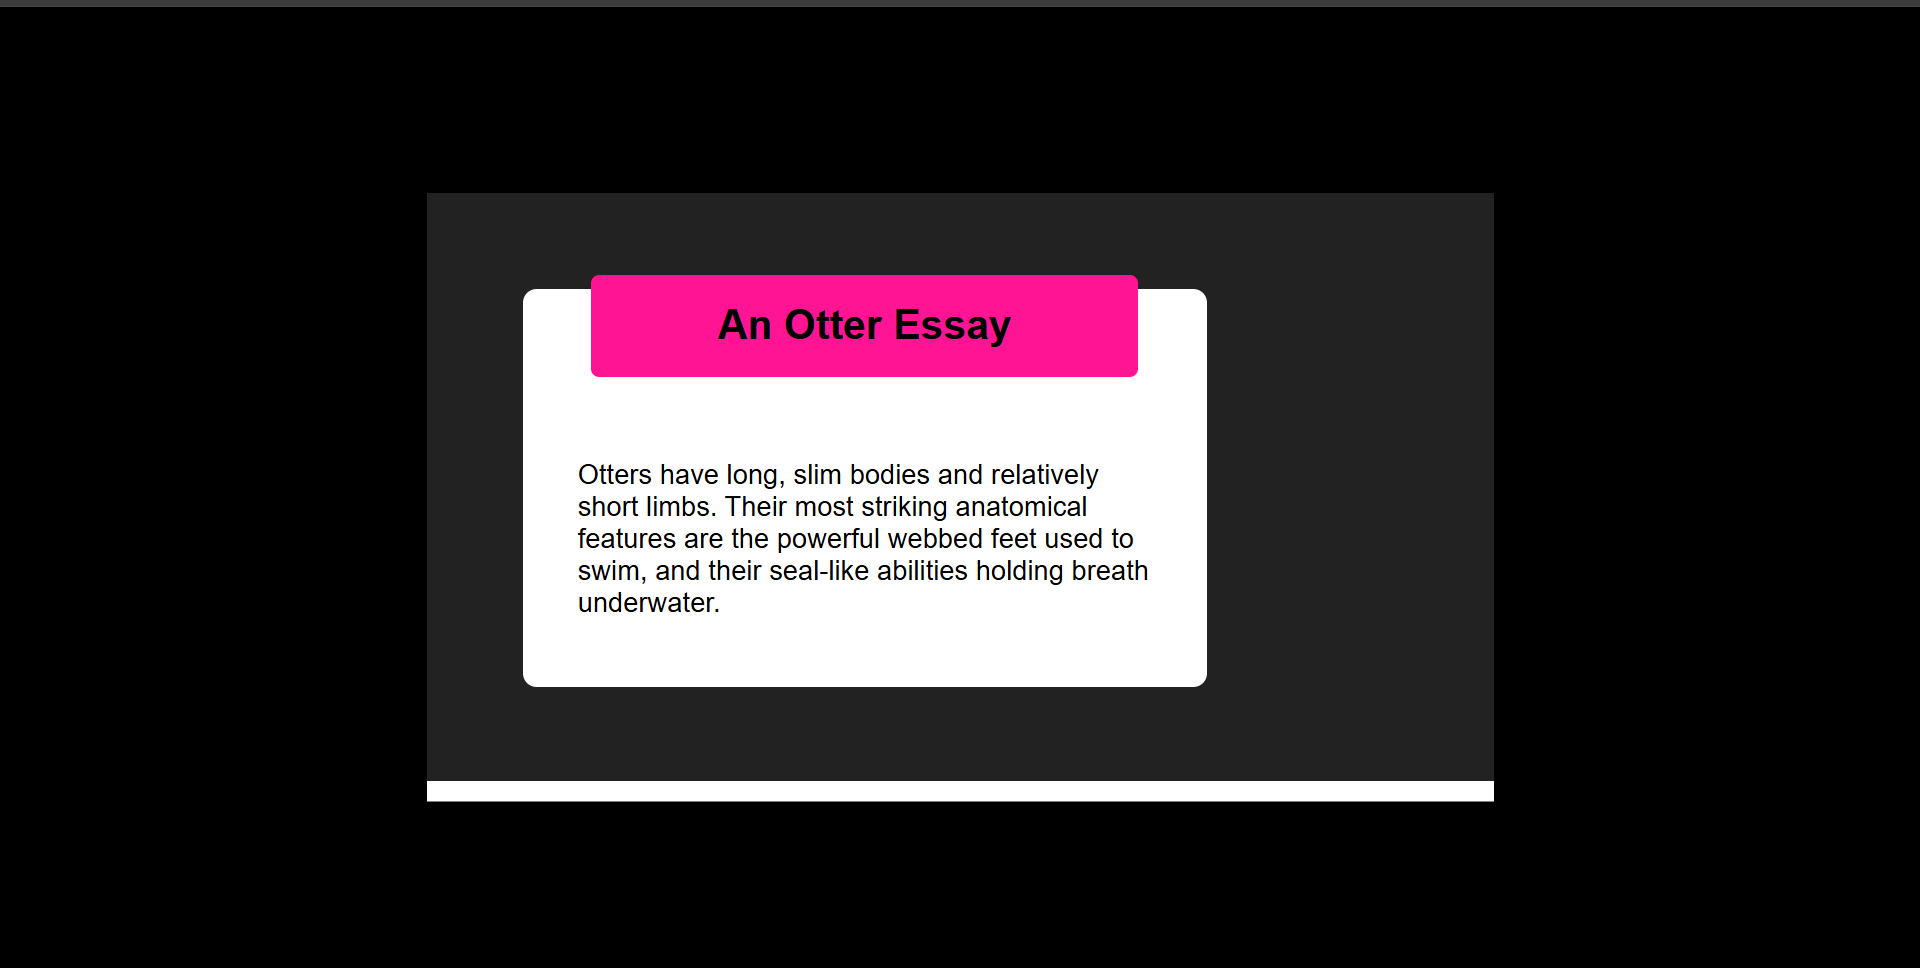 An Otter Essay
Otters have long, slim bodies and relatively
short limbs. Their most striking anatomical
features are the powerful webbed feet used to
swim, and their seal-like abilities holding breath
underwater.